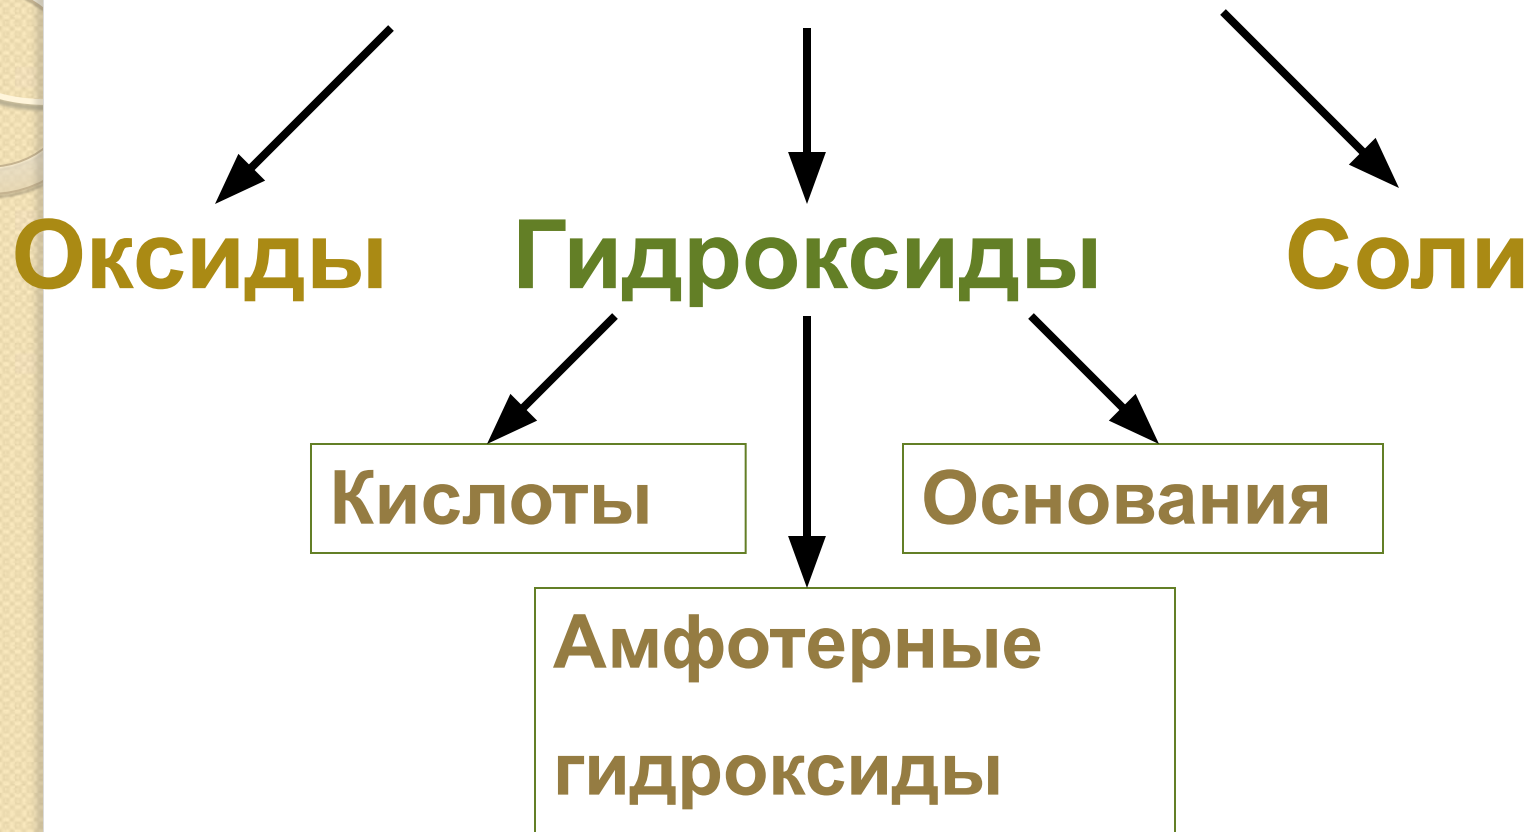 Оксиды Гидроксиды Соли
Кислоты Основания
Амфотерные
гидроксиды